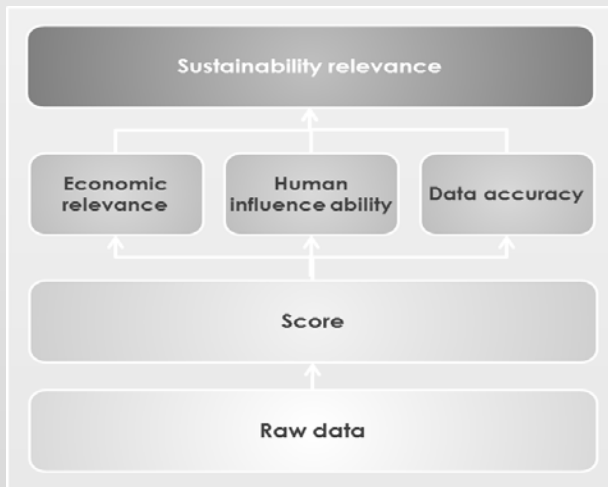 Sustainability relevance
Economic
relevance
Human
influence ability
Data accuracy
Score
Raw data